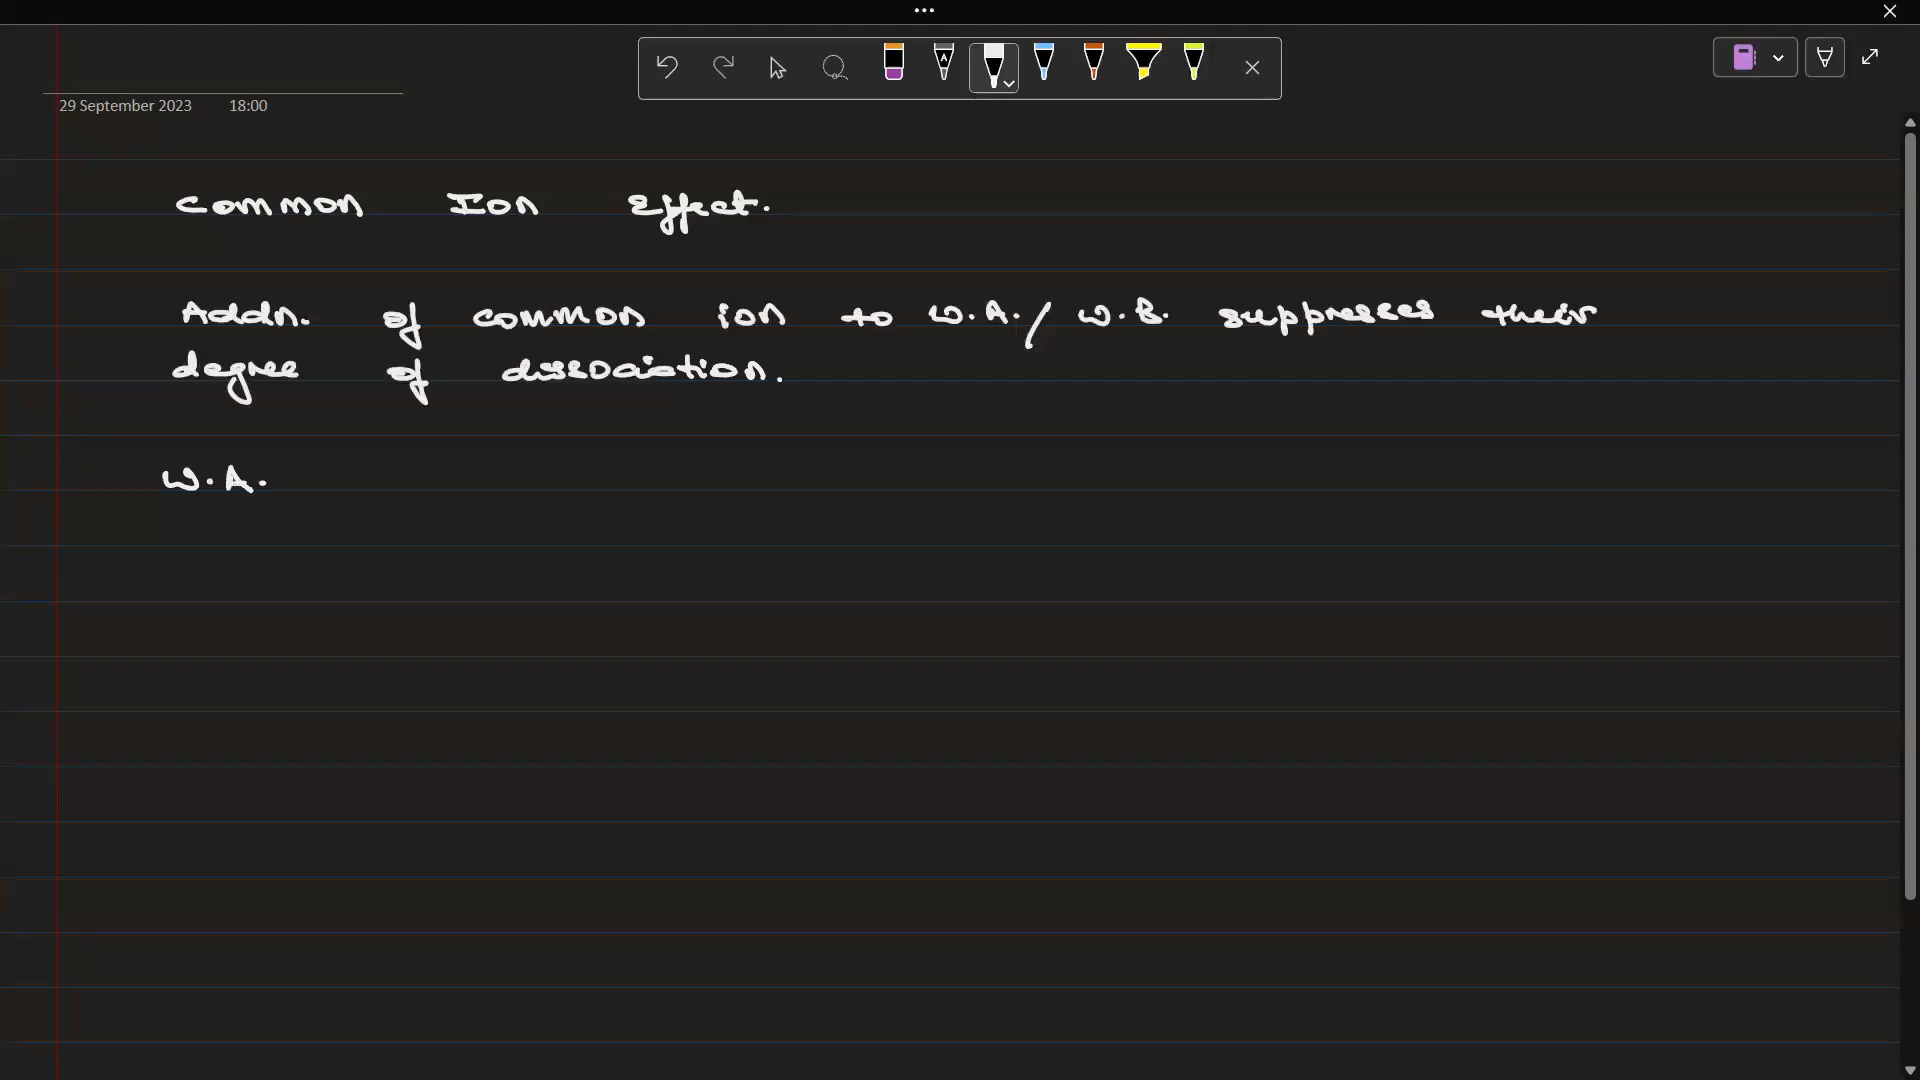 29 September 2023 18:00
Common Ion Effect.
Addn. of common ion to W.A./ W.B. suppresses their
degree of dissociation.
W.A.